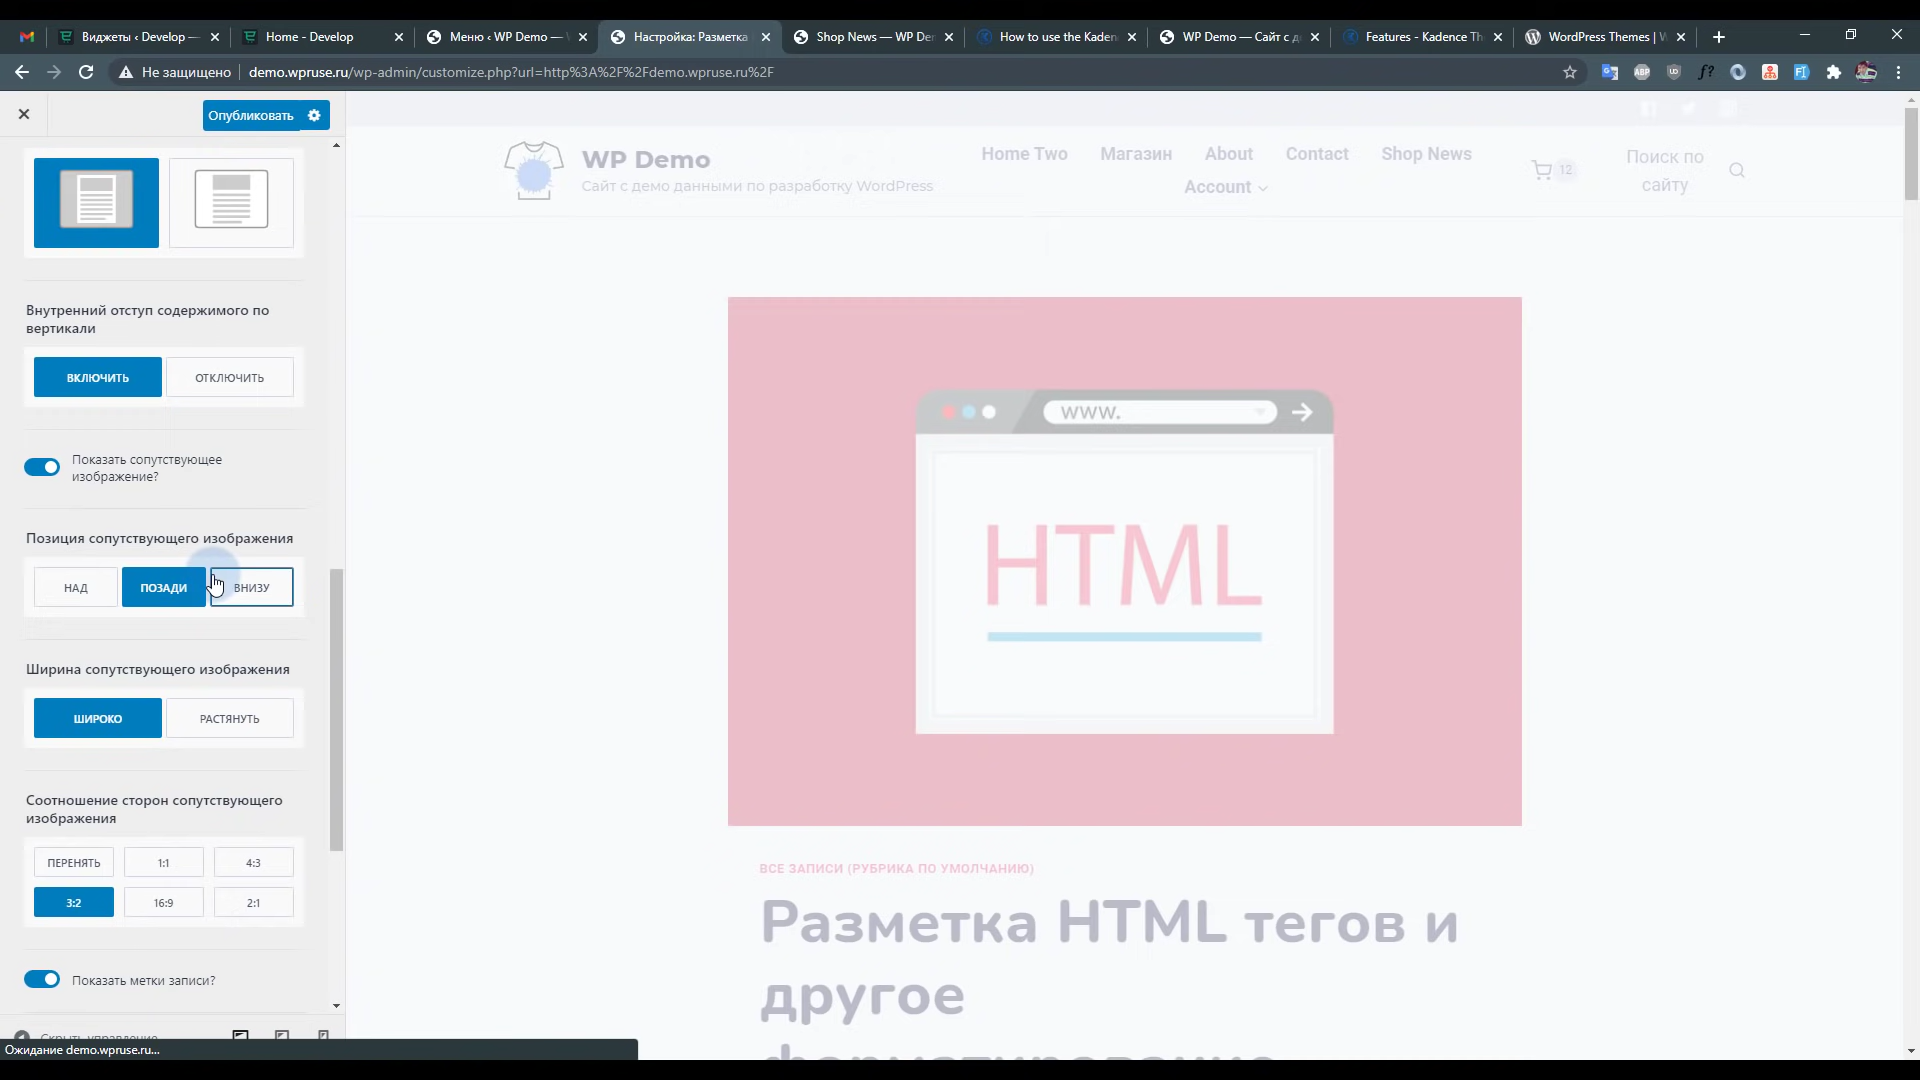 Виджеты ‹ Develop —
Home - Develop
Меню ‹ WP Demo —
Настройка: Разметка
Shop News — WP De
How to use the Kaden
WP Demo — Сайт с д
Features - Kadence Th
WordPress Themes |
Не защищено
demo.wpruse.ru/wp-admin/customize.php?url=http%3A%2F%2Fdemo.wpruse.ru%2F
Опубликовать
Внутренний отступ содержимого по
вертикали
ВКЛЮЧИТЬ
ОТКЛЮЧИТЬ
Показать сопутствующее
изображение?
Позиция сопутствующего изображения
НАД
ПОЗАДИ
ВНИЗУ
Ширина сопутствующего изображения
ШИРОКО
РАСТЯНУТЬ
Соотношение сторон сопутствующего
изображения
ПЕРЕНЯТЬ
1:1
4:3
3:2
16:9
2:1
Показать метки записи?
Скрыть управление
Ожидание demo.wpruse.ru...
WP Demo
Сайт с демо данными по разработку WordPress
Home Two
Магазин
About
Contact
Shop News
Account
12
Поиск по
сайту
www.
HTML
ВСЕ ЗАПИСИ (РУБРИКА ПО УМОЛЧАНИЮ)
Разметка HTML тегов и
другое
форматирование